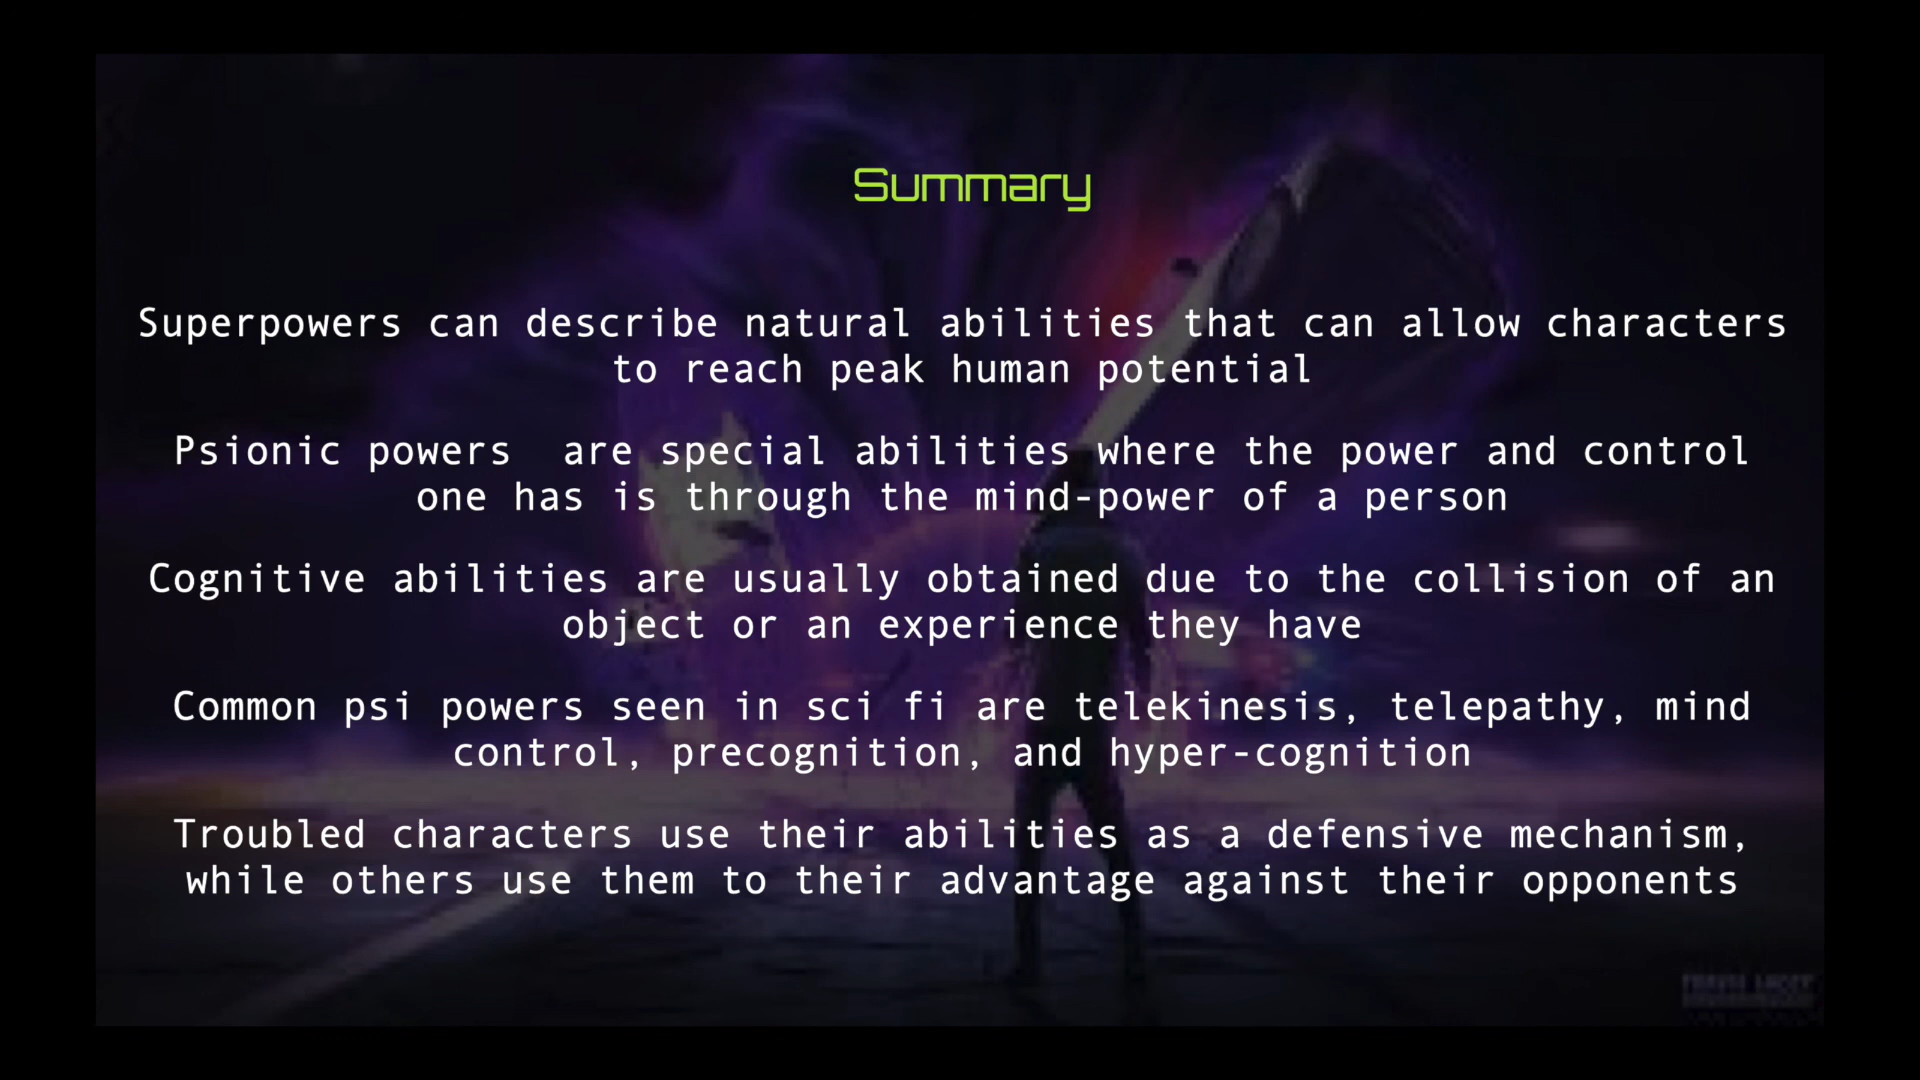 Summary
Superpowers can describe natural abilities that can allow characters
to reach peak human potential
Psionic powers  are special abilities where the power and control
one has is through the mind-power of a person
Cognitive abilities are usually obtained due to the collision of an
object or an experience they have
Common psi powers seen in sci fi are telekinesis, telepathy, mind
control, precognition, and hyper-cognition
Troubled characters use their abilities as a defensive mechanism,
while others use them to their advantage against their opponents